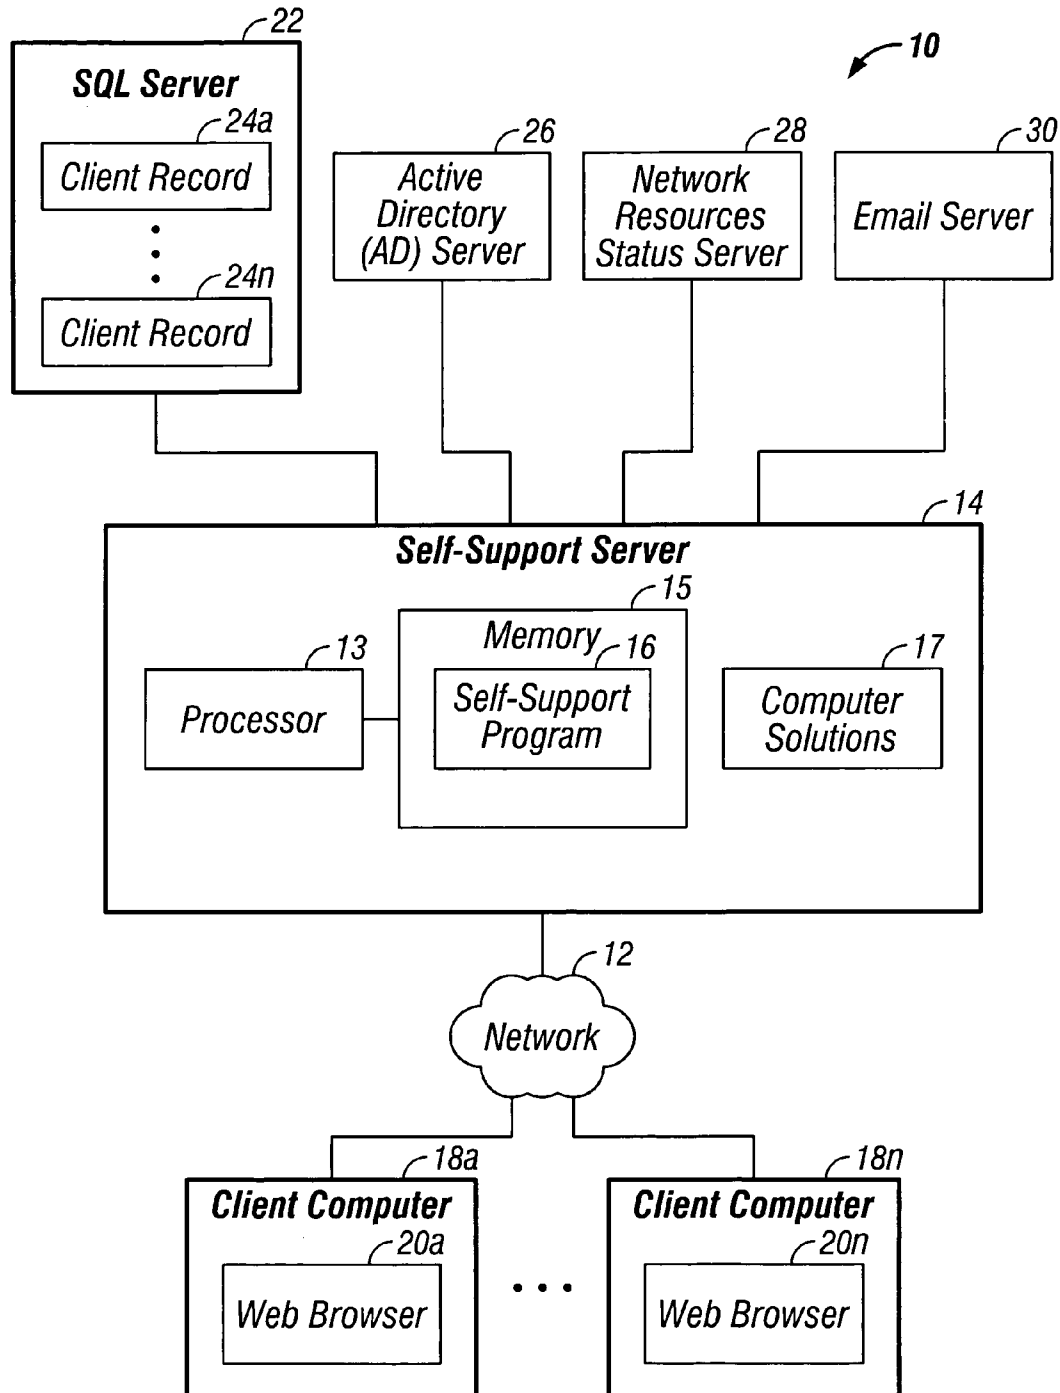 22
10
SQL Server
24a
Client Record
24n
Client Record
26
Active
Directory
(AD) Server
28
Network
Resources
Status Server
30
Email Server
14
Self-Support Server
15
Memory
13
Processor
16
Self-Support
Program
17
Computer
Solutions
12
Network
18a
Client Computer
20a
Web Browser
18n
Client Computer
20n
Web Browser